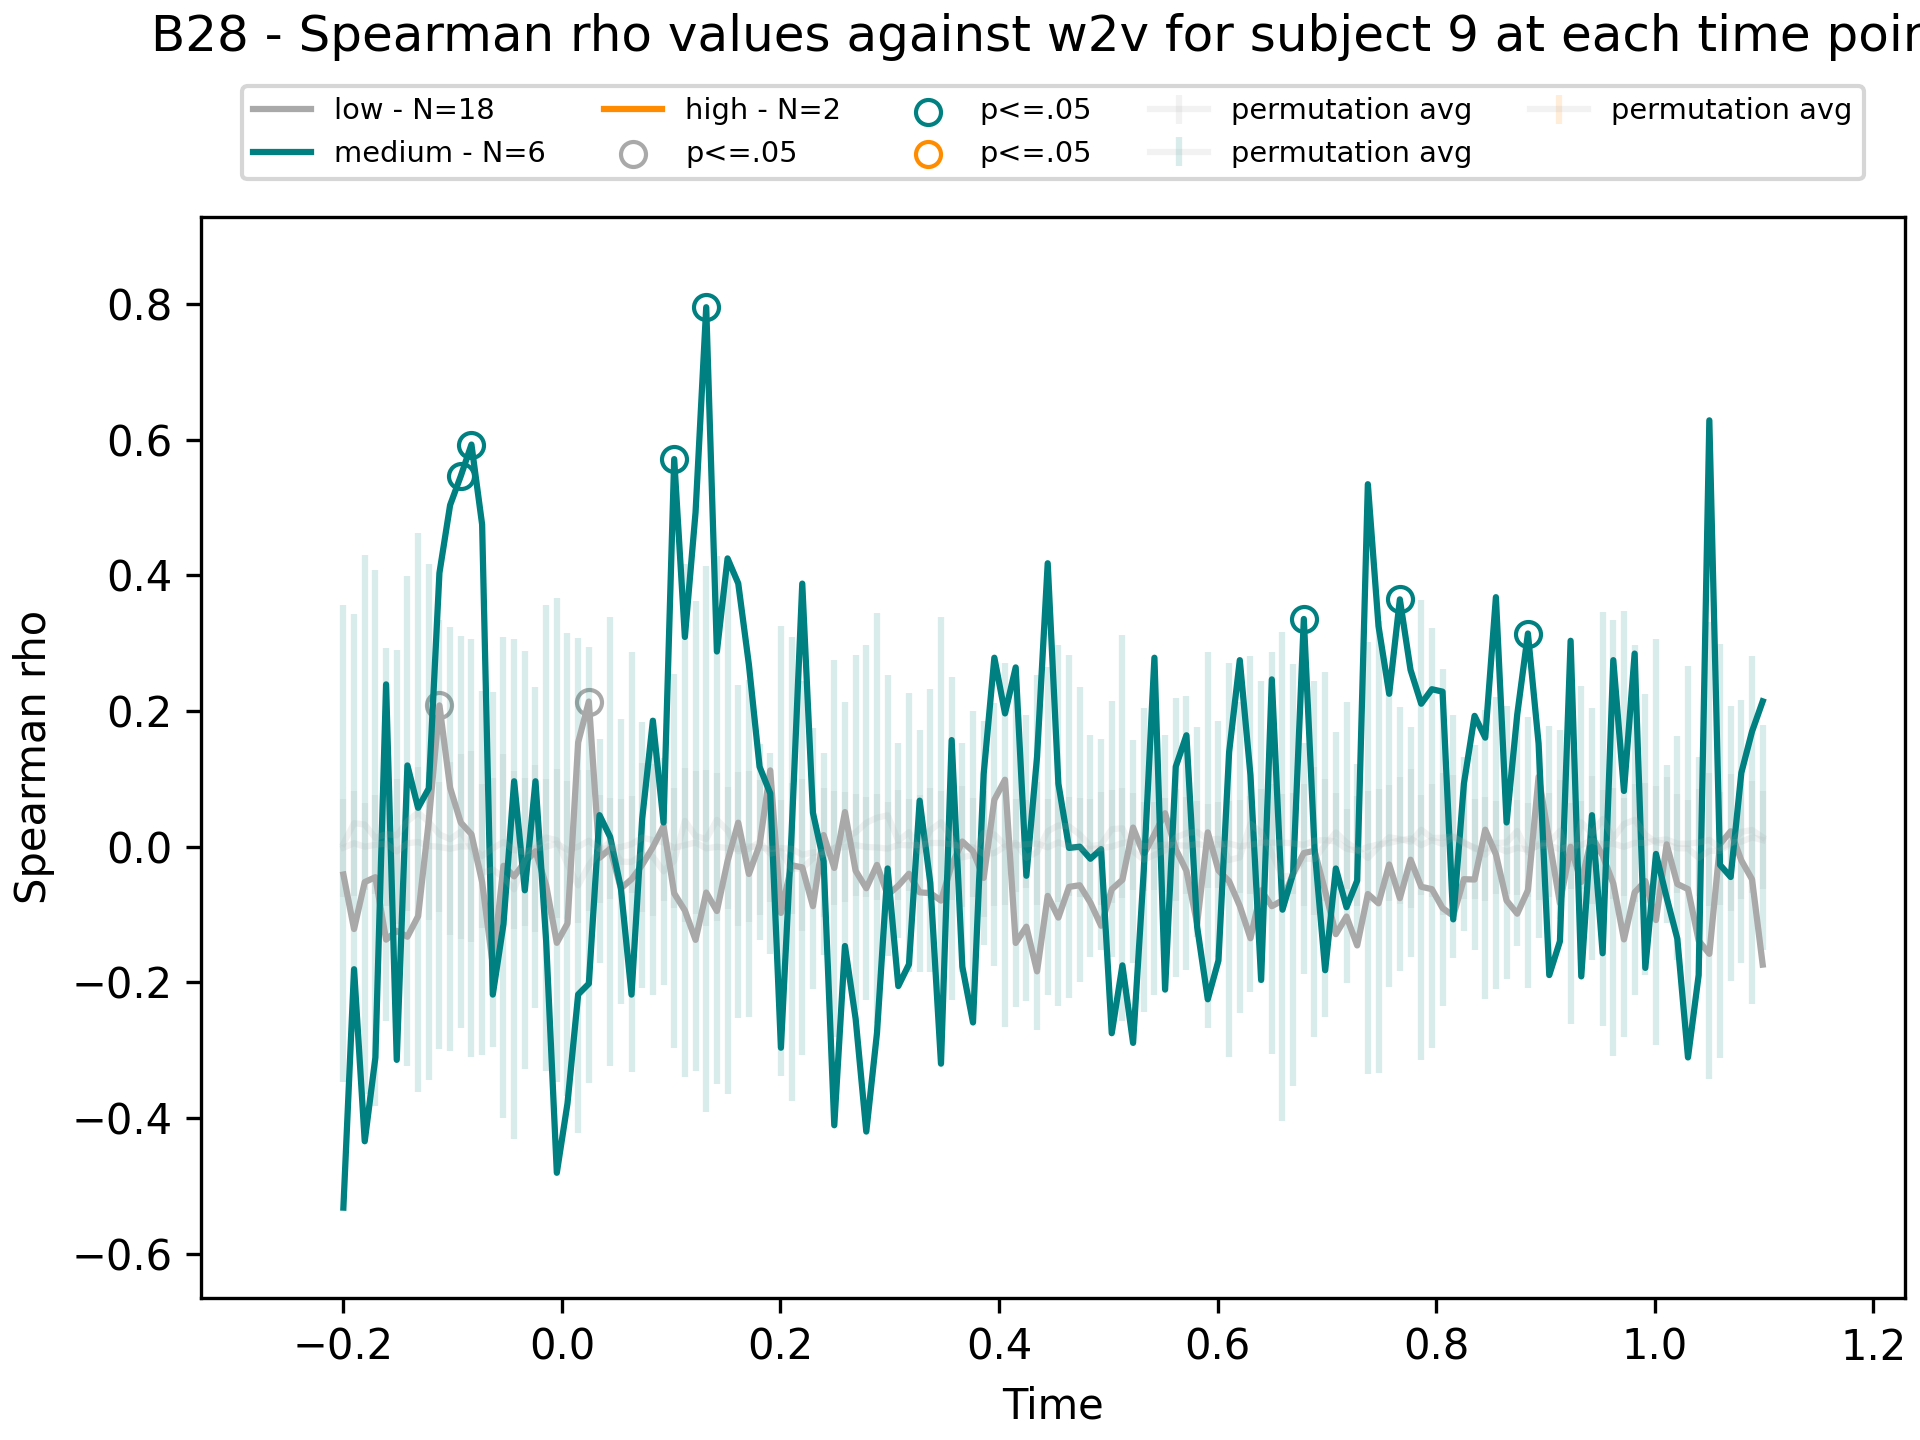 B28 - Spearman rho values against w2v for subject 9 at each time poin
low - N=18 high - N=2 p<=.05 permutation avg permutation avg
medium - N=6 p<=.05 p<=.05 permutation avg
0.8
0.6
0.4
0.2
0.0
−0.2
−0.4
−0.6
Spearman rho
−0.2 0.0 0.2 0.4 0.6 0.8 1.0 1.2
Time